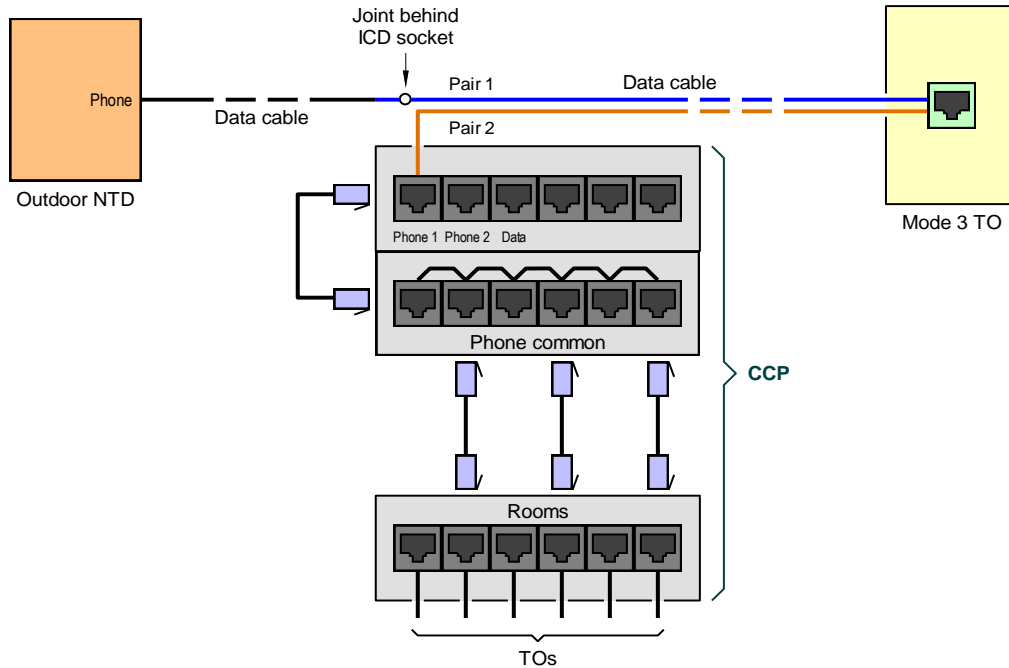 Joint behind
ICD socket
Phone
Pair 1
Data cable
Data cable
Pair 2
Outdoor NTD
Mode 3 TO
Phone 1 Phone 2 Data
Phone common
CCP
Rooms
TOs